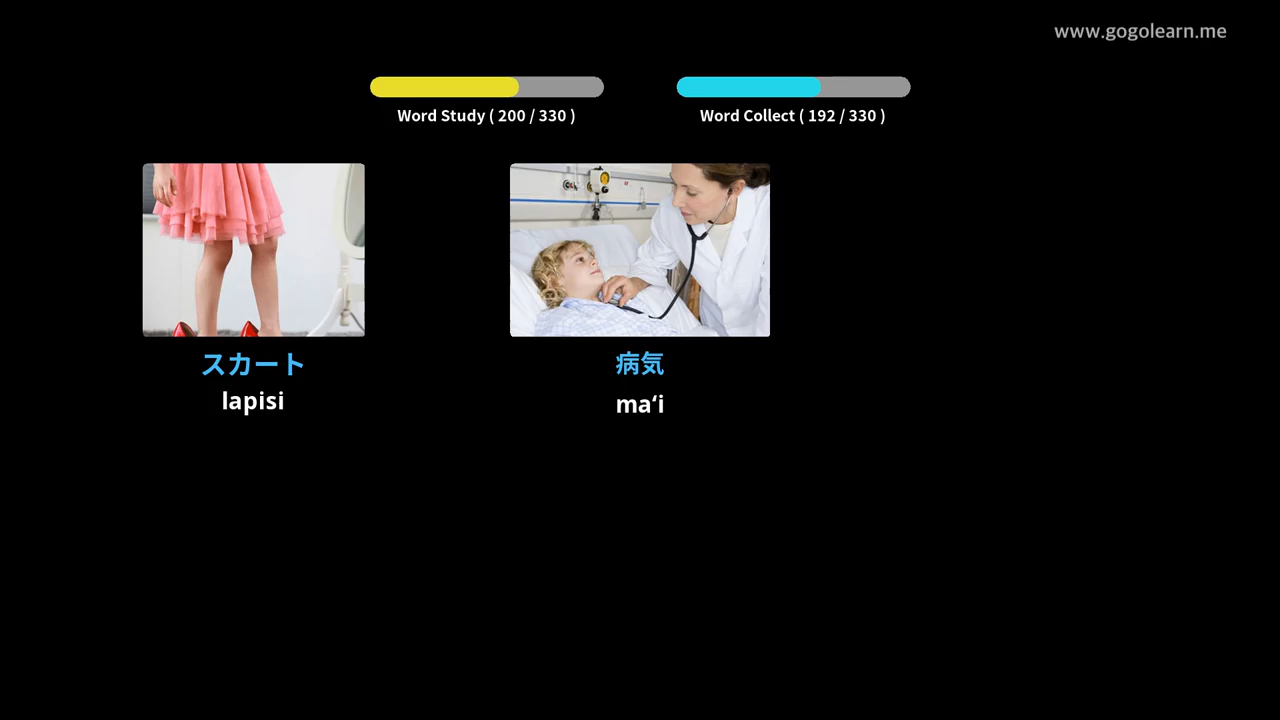 www.gogolearn.me
Word Study ( 200 / 330 )
Word Collect ( 192 / 330 )
スカート
lapisi
病気
maʻi